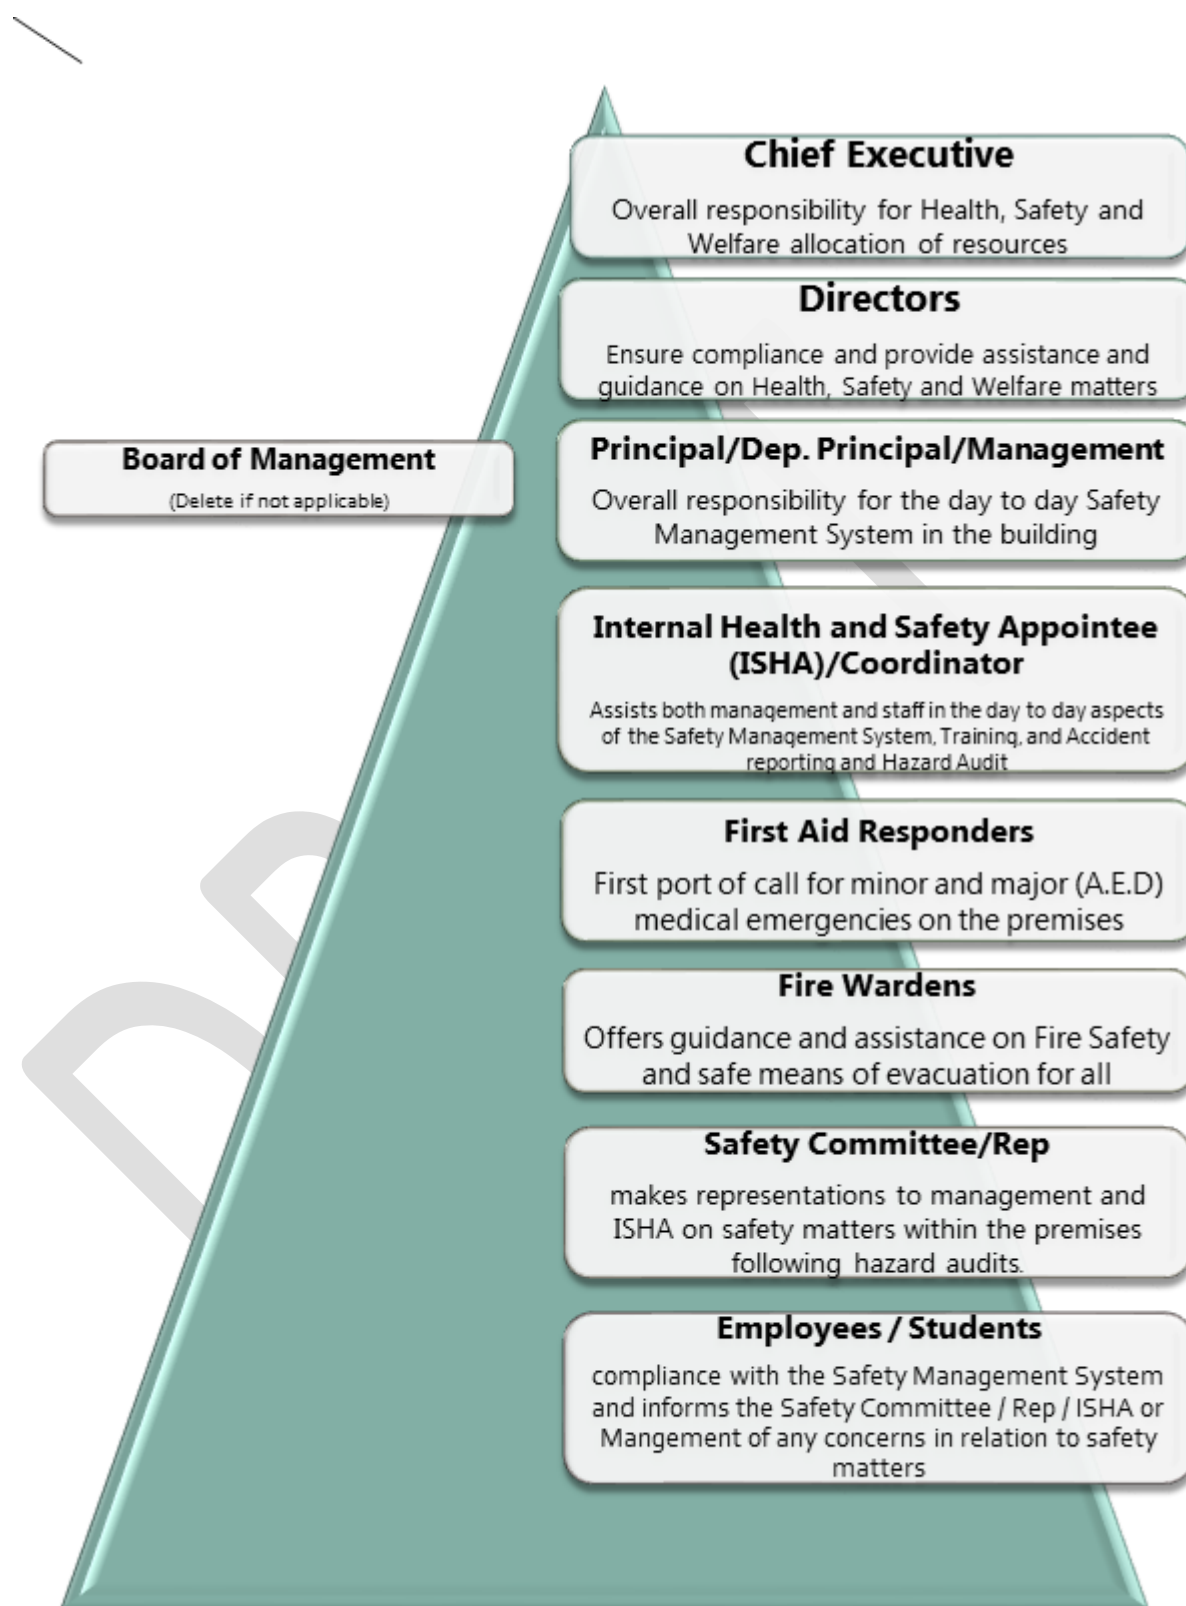 Chief Executive
Overall responsibility for Health, Safety and
Welfare allocation of resources
Directors
Ensure compliance and provide assistance and
guidance on Health, Safety and Welfare matters
Board of Management
(Delete if not applicable)
Principal/Dep. Principal/Management
Overall responsibility for the day to day Safety
Management System in the building
Internal Health and Safety Appointee
(ISHA)/Coordinator
Assists both management and staff in the day to day aspects
of the Safety Management System, Training, and Accident
reporting and Hazard Audit
First Aid Responders
First port of call for minor and major (A.E.D)
medical emergencies on the premises
Fire Wardens
Offers guidance and assistance on Fire Safety
and safe means of evacuation for all
Safety Committee/Rep
makes representations to management and
ISHA on safety matters within the premises
following hazard audits.
Employees / Students
compliance with the Safety Management System
and informs the Safety Committee / Rep / ISHA or
Mangement of any concerns in relation to safety
matters